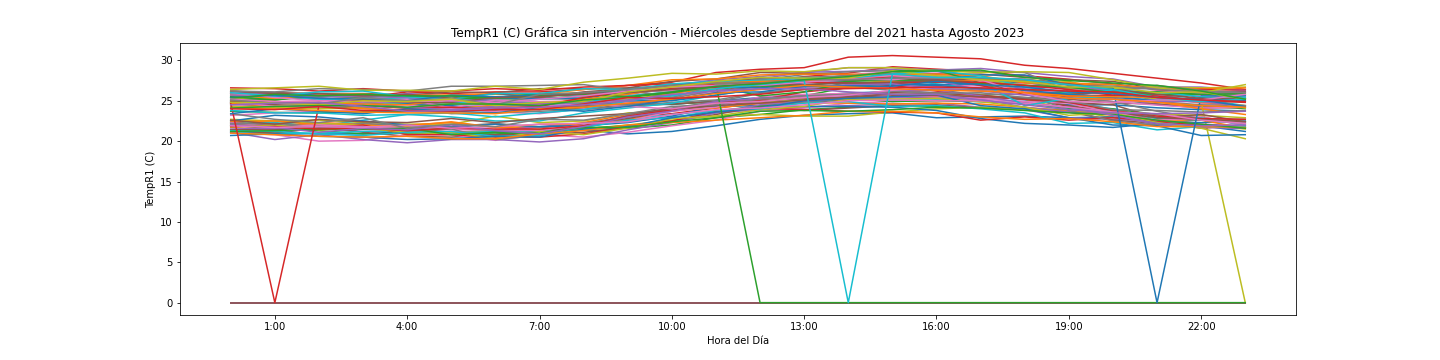 TempR1 (C) Gráfica sin intervención - Miércoles desde Septiembre del 2021 hasta Agosto 2023
30
25
20
15
10
5
0
TempR1 (C)
1:00 4:00 7:00 10:00 13:00 16:00 19:00 22:00
Hora del Día